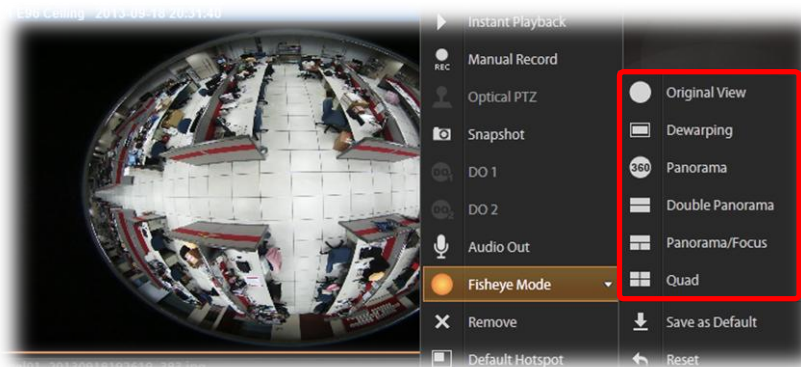 E96 Ceiling 2013-09-18 20:31:40
Instant Playback
REC
Manual Record
Optical PTZ
Snapshot
DO 1
DO 2
Audio Out
Fisheye Mode
Remove
Default Hotspot
Original View
Dewarping
360
Panorama
Double Panorama
Panorama/Focus
Quad
Save as Default
Reset